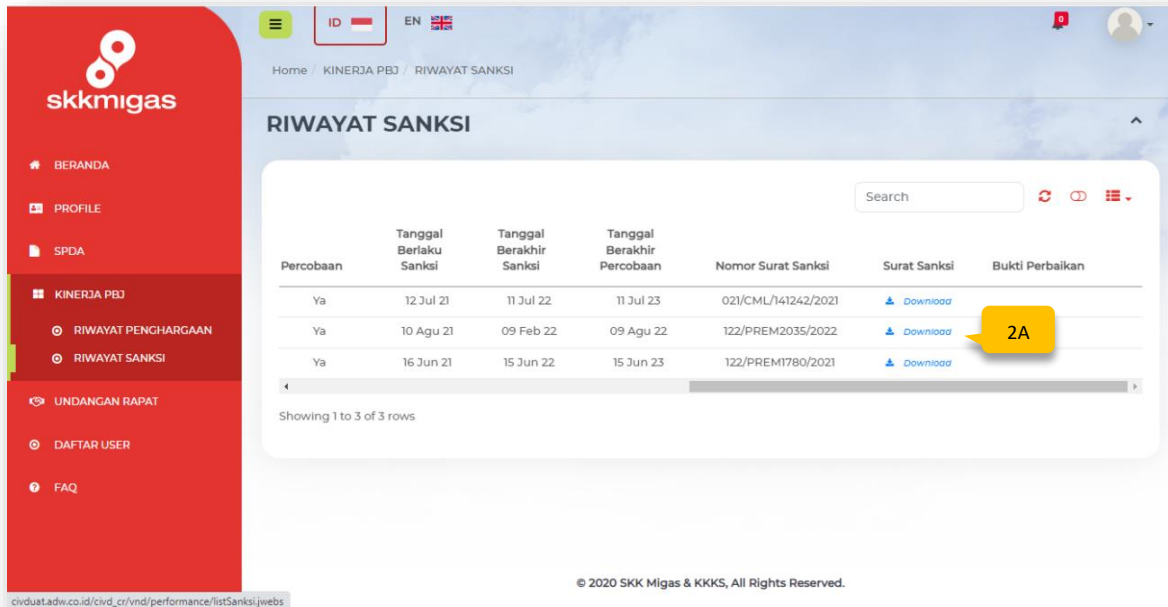 skkmigas
ID
EN
0
Home / KINERJA PBJ / RIWAYAT SANKSI
RIWAYAT SANKSI
BERANDA
PROFILE
SPDA
KINERJA PBJ
RIWAYAT PENGHARGAAN
RIWAYAT SANKSI
UNDANGAN RAPAT
DAFTAR USER
FAQ
Search
Percobaan Tanggal Berlaku Sanksi Tanggal Berakhir Sanksi Tanggal Berakhir Percobaan Nomor Surat Sanksi Surat Sanksi Bukti Perbaikan
Ya 12 Jul 21 11 Jul 22 11 Jul 23 021/CML/141242/2021 Download
Ya 10 Agu 21 09 Feb 22 09 Agu 22 122/PREM2035/2022 Download
2A
Ya 16 Jun 21 15 Jun 22 15 Jun 23 122/PREM1780/2021 Download
Showing 1 to 3 of 3 rows
© 2020 SKK Migas & KKKS, All Rights Reserved.
civduat.adw.co.id/civd_cr/vnd/performance/listSanksi.jwebs